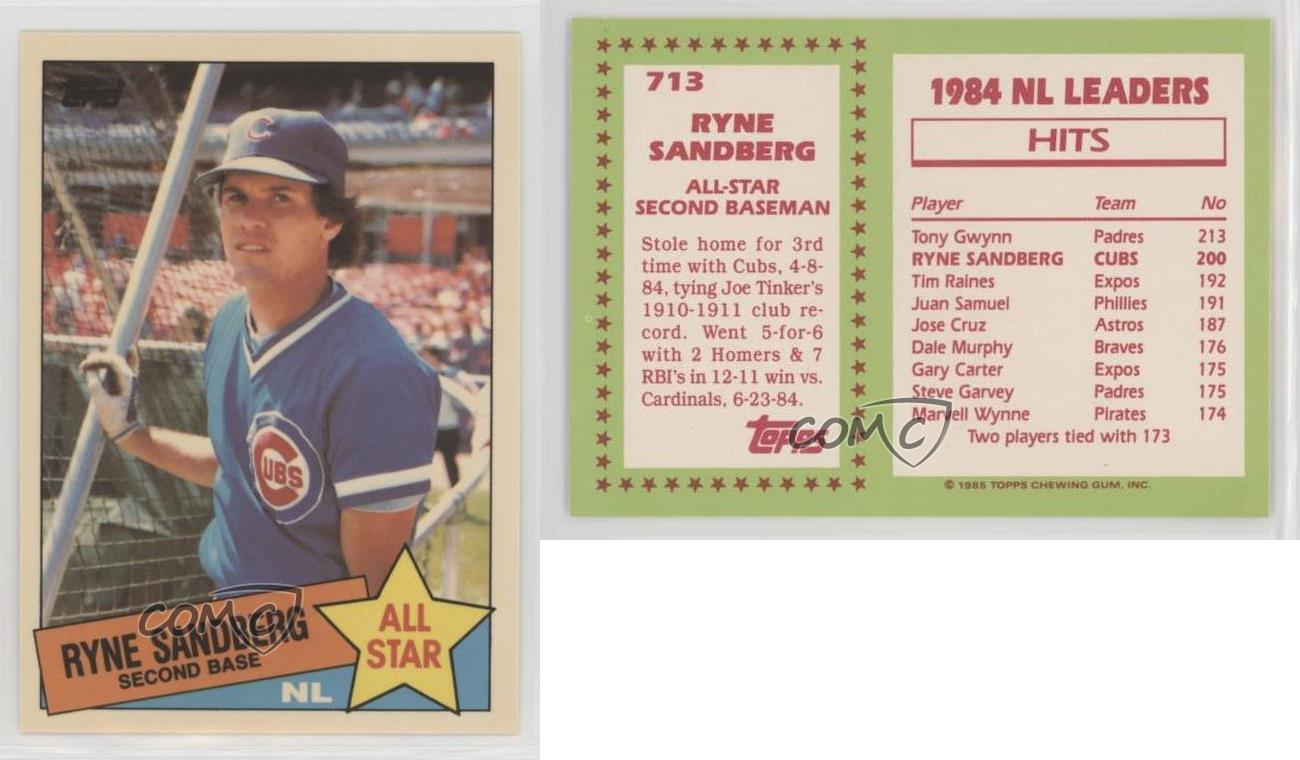 TOPPS
C
CUBS
RYNE SANDBERG
SECOND BASE
NL
ALL
STAR
COMC
713
RYNE
SANDBERG
ALL-STAR
SECOND BASEMAN
Stole home for 3rd
time with Cubs, 4-8-
84, tying Joe Tinker's
1910-1911 club re-
cord. Went 5-for-6
with 2 Homers & 7
RBI's in 12-11 win vs.
Cardinals, 6-23-84.
TOPPS
COMC
1984 NL LEADERS
HITS
Player Team No
Tony Gwynn Padres 213
RYNE SANDBERG CUBS 200
Tim Raines Expos 192
Juan Samuel Phillies 191
Jose Cruz Astros 187
Dale Murphy Braves 176
Gary Carter Expos 175
Steve Garvey Padres 175
Marvell Wynne Pirates 174
Two players tied with 173
© 1985 TOPPS CHEWING GUM, INC.